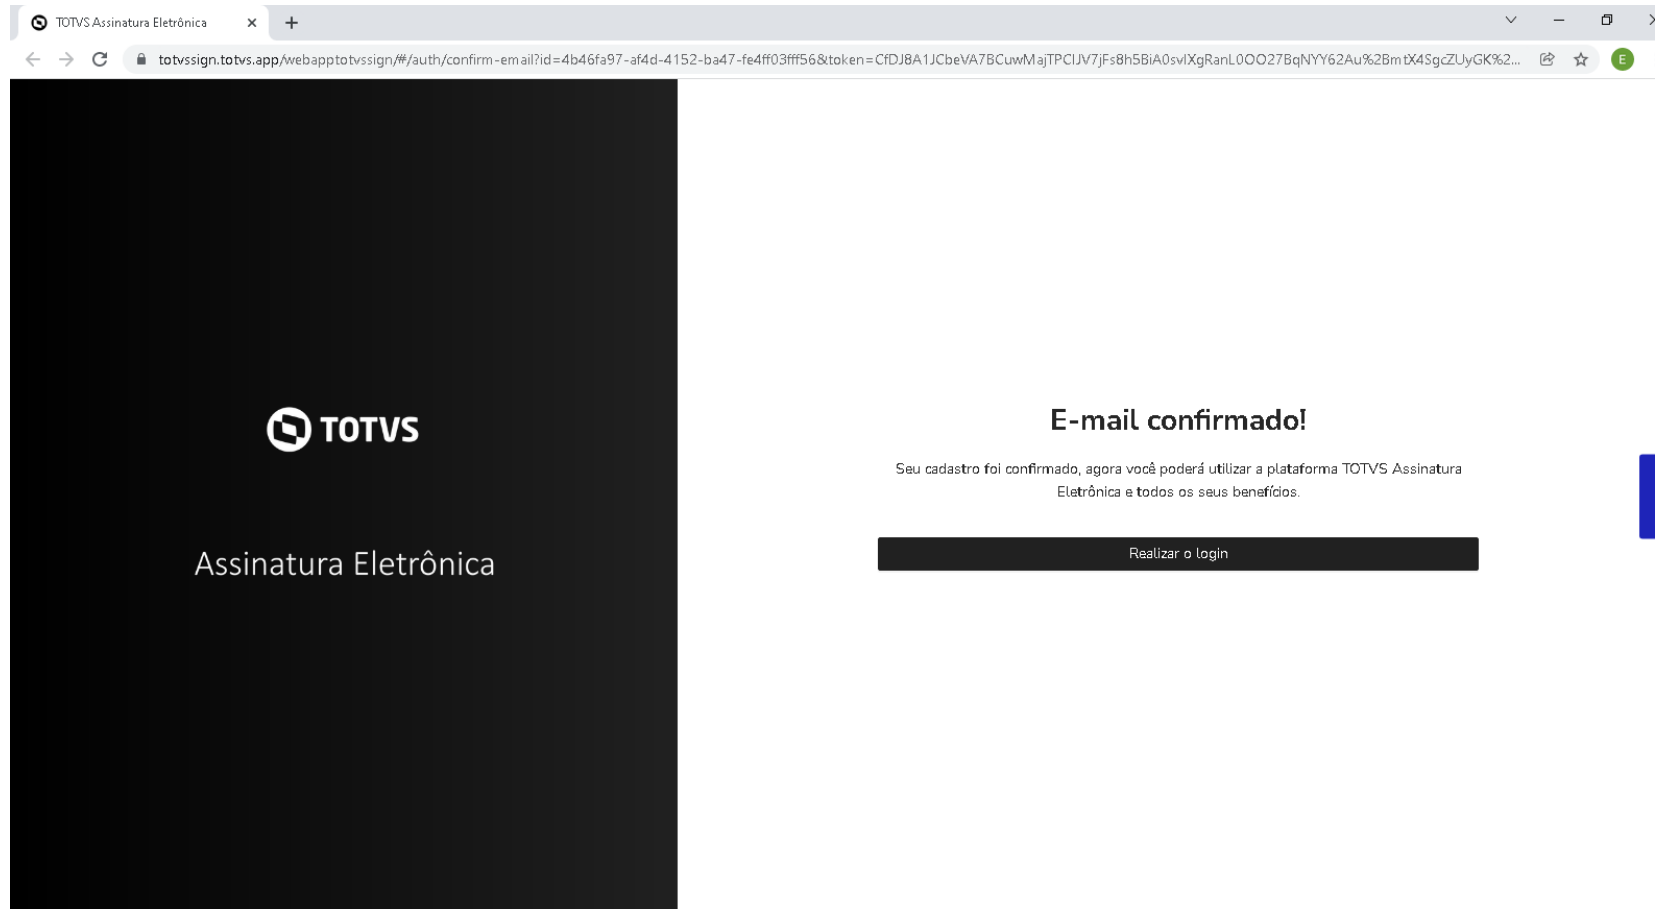 TOTVS Assinatura Eletrônica
totvssign.totvs.app/webapptotvssign/#/auth/confirm-email?id=4b46fa97-af4d-4152-ba47-fe4ff03fff56&token=CfDJ8A1JCbeVA7BCuwMajTPCIJV7jFs8h5BiA0svlXgRanL0OO27BqNYY62Au%2BmtX4SgcZUyGK%2...
E
TOTVS
Assinatura Eletrônica
E-mail confirmado!
Seu cadastro foi confirmado, agora você poderá utilizar a plataforma TOTVS Assinatura
Eletrônica e todos os seus benefícios.
Realizar o login